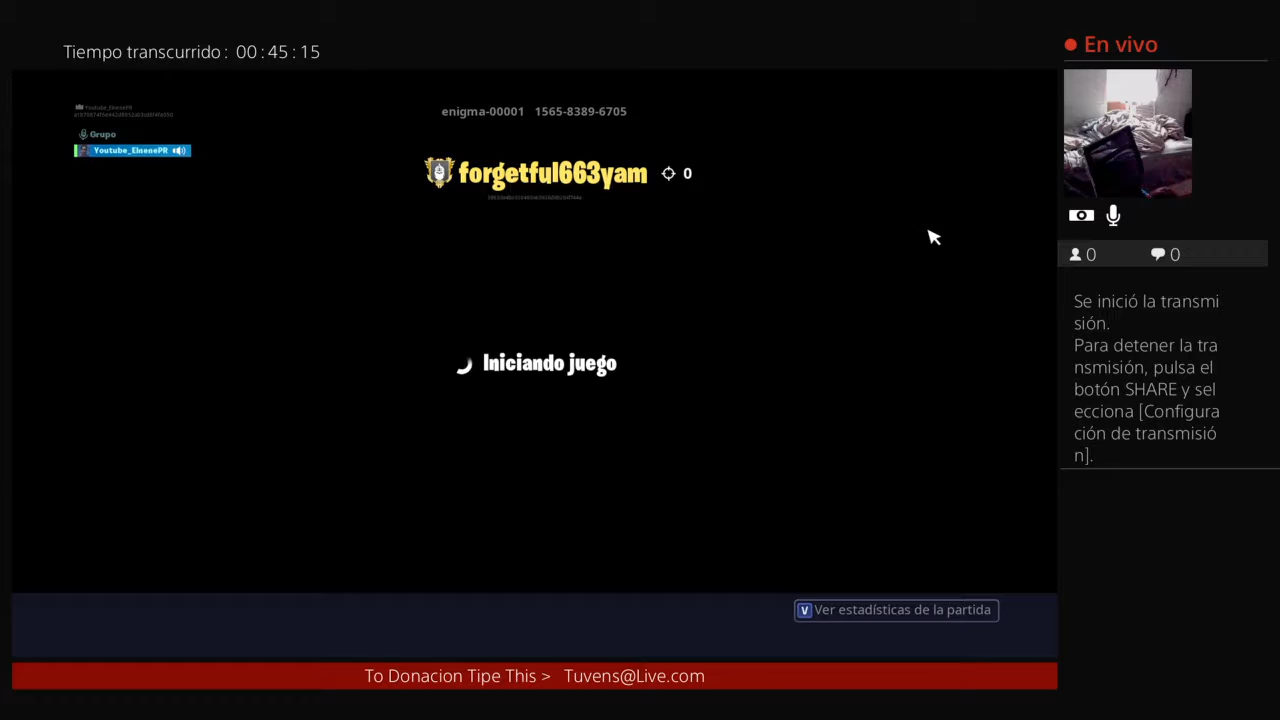 Tiempo transcurrido: 00:45:15
En vivo
Youtube_ElnenePR
enigma-00001 1565-8389-6705
Grupo
Youtube_ElnenePR
forgetful663yam 0
0 0
Se inició la transmi
sión.
Para detener la tra
nsmisión, pulsa el
botón SHARE y sel
ecciona [Configura
ción de transmisió
n].
Iniciando juego
V Ver estadísticas de la partida
To Donacion Tipe This > Tuvens@Live.com